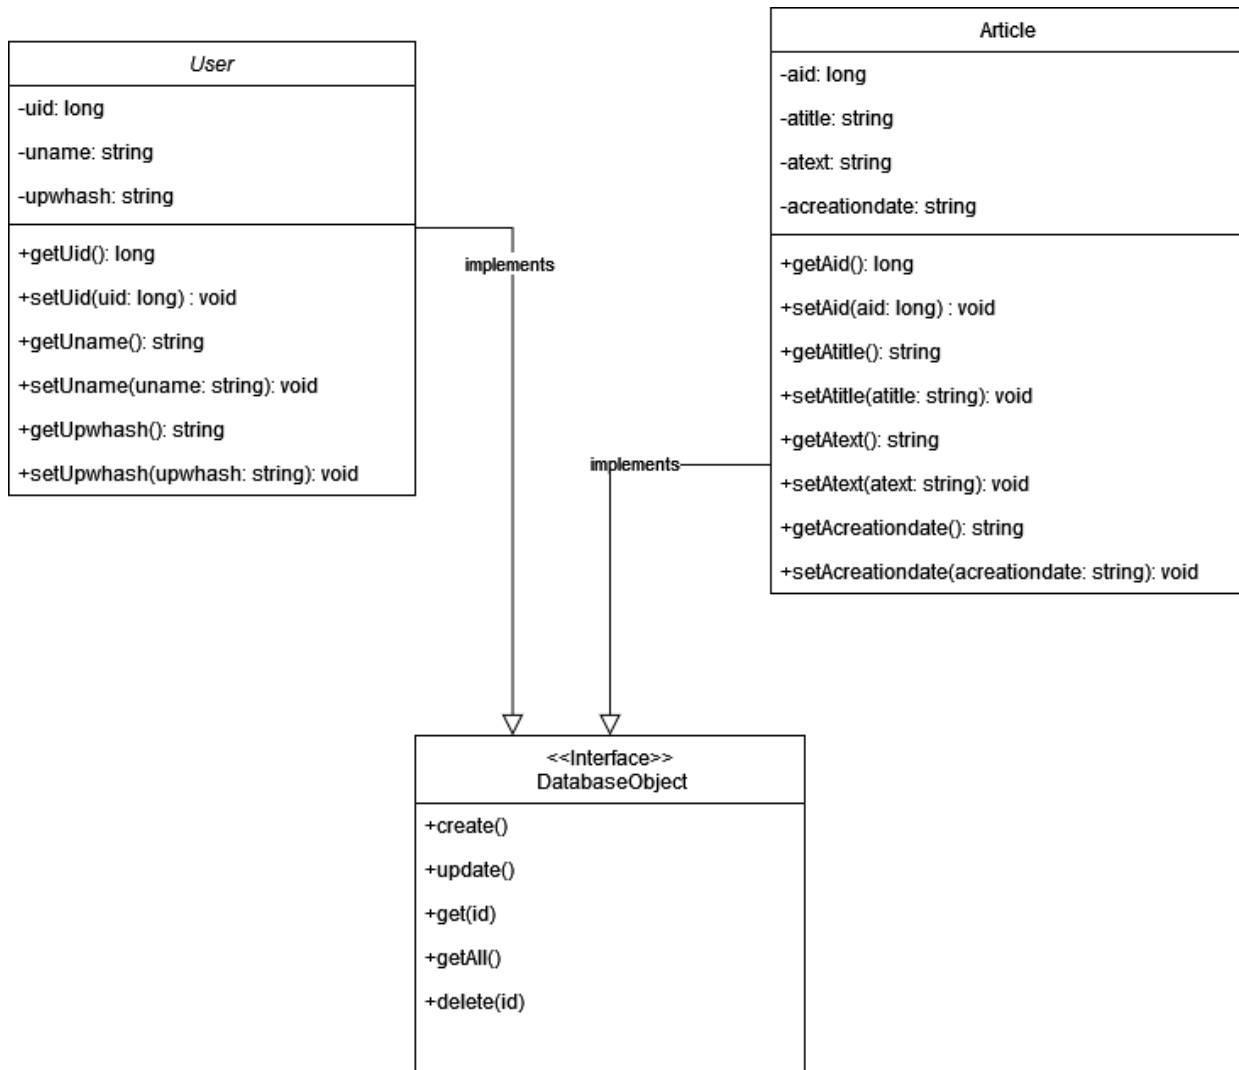 User
-uid: long
-uname: string
-upwhash: string
+getUid(): long
+setUid(uid: long) : void
+getUname(): string
+setUname(uname: string): void
+getUpwhash(): string
+setUpwhash(upwhash: string): void
implements
Article
-aid: long
-atitle: string
-atext: string
-acreationdate: string
+getAid(): long
+setAid(aid: long) : void
+getAtitle(): string
+setAtitle(atitle: string): void
+getAtext(): string
+setAtext(atext: string): void
+getAcreationdate(): string
+setAcreationdate(acreationdate: string): void
implements
<<Interface>>
DatabaseObject
+create()
+update()
+get(id)
+getAll()
+delete(id)